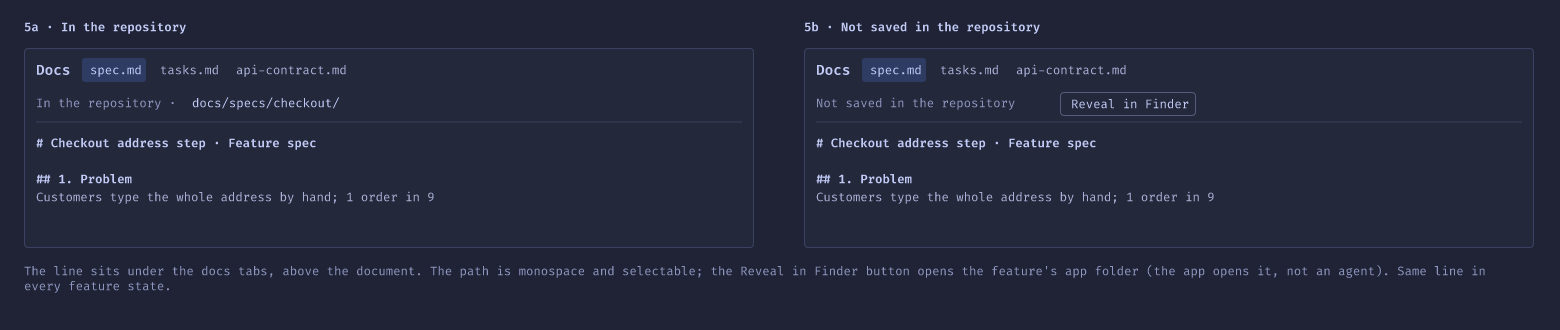 5a · In the repository
Docs spec.md tasks.md api-contract.md
In the repository · docs/specs/checkout/
# Checkout address step · Feature spec
## 1. Problem
Customers type the whole address by hand; 1 order in 9
5b · Not saved in the repository
Docs spec.md tasks.md api-contract.md
Not saved in the repository Reveal in Finder
# Checkout address step · Feature spec
## 1. Problem
Customers type the whole address by hand; 1 order in 9
The line sits under the docs tabs, above the document. The path is monospace and selectable; the Reveal in Finder button opens the feature's app folder (the app opens it, not an agent). Same line in
every feature state.